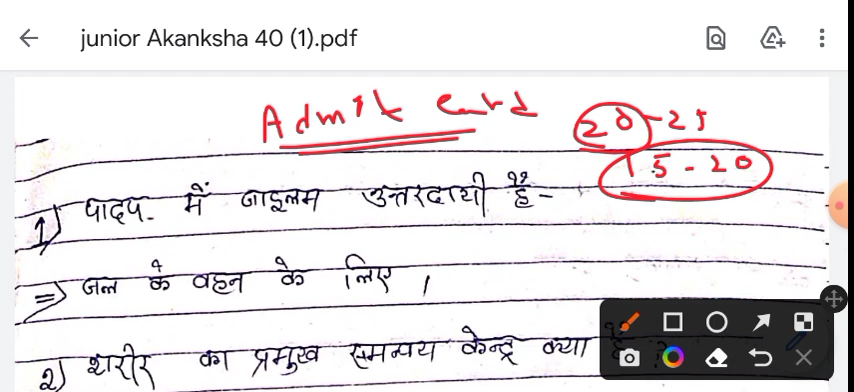 junior Akanksha 40 (1).pdf
Admit Card
20-25
15-20
1) पादप में जाइलम उत्तरदायी है-
=> जल के वहन के लिए ।
2) शरीर का प्रमुख समन्वय केन्द्र क्या है ?